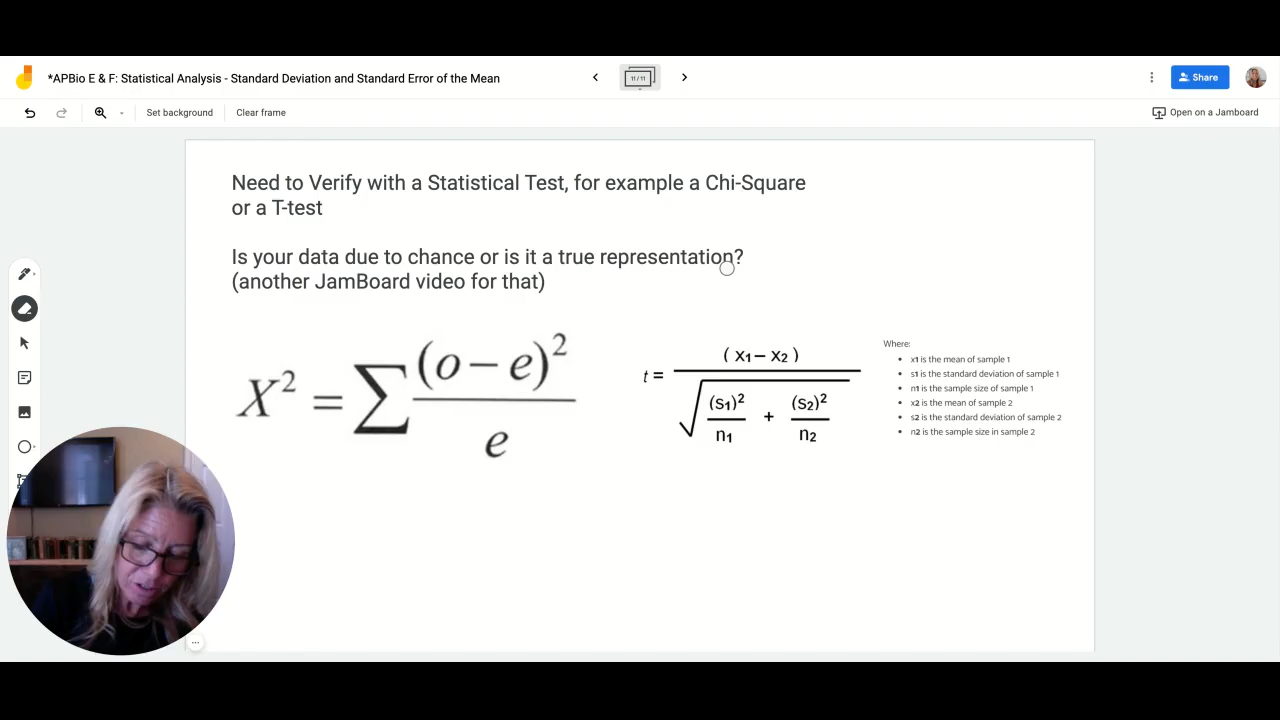 *APBio E & F: Statistical Analysis - Standard Deviation and Standard Error of the Mean
11 / 11
Share
Set background
Clear frame
Open on a Jamboard
Need to Verify with a Statistical Test, for example a Chi-Square
or a T-test
Is your data due to chance or is it a true representation?
(another JamBoard video for that)
X² = ∑ (o – e)² / e
t = ( x₁ – x₂ ) / √ (s₁)² / n₁ + (s₂)² / n₂
Where:
x1 is the mean of sample 1
s1 is the standard deviation of sample 1
n1 is the sample size of sample 1
x2 is the mean of sample 2
s2 is the standard deviation of sample 2
n2 is the sample size in sample 2